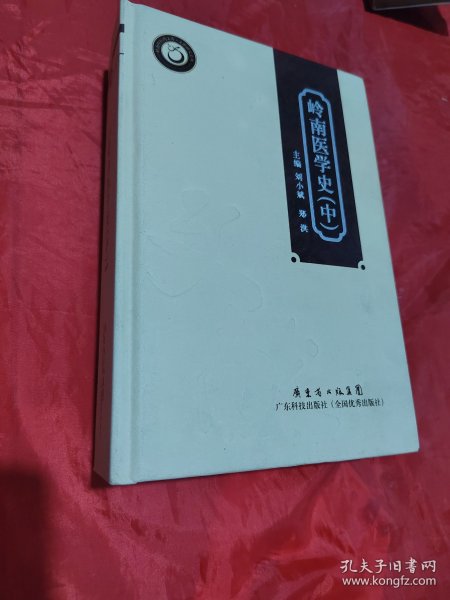 岭南医学史（中）
主编 刘小斌 郑洪
广东省出版集团
广东科技出版社（全国优秀出版社）
孔夫子旧书网
www.kongfz.com